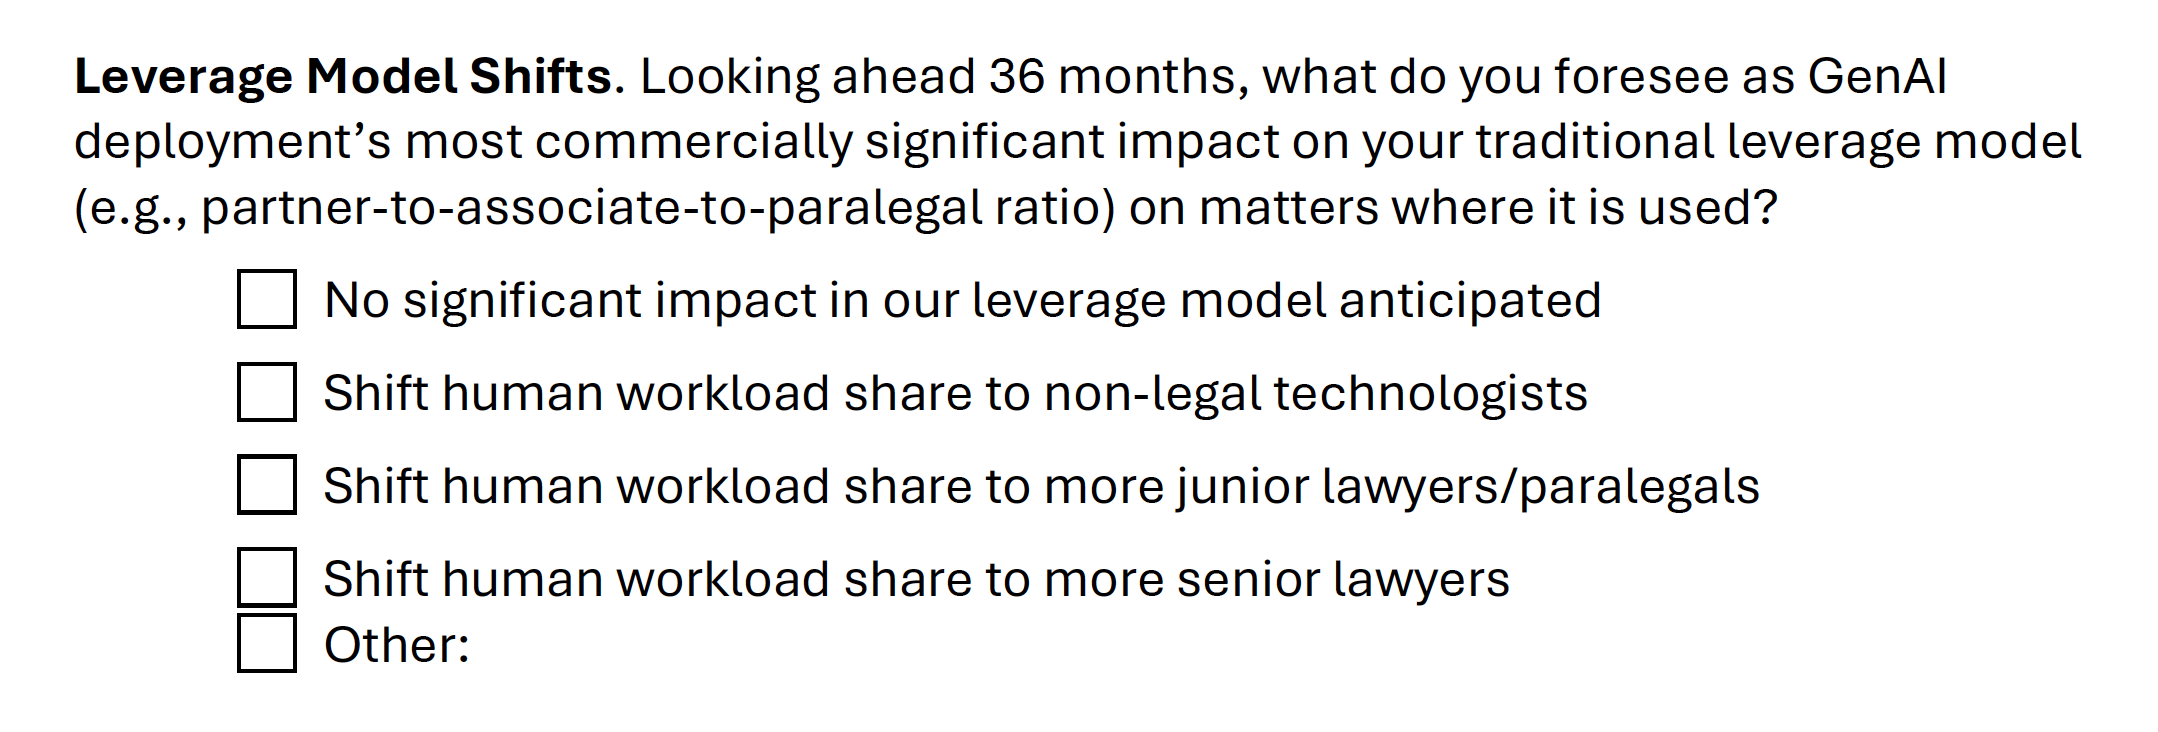 Leverage Model Shifts. Looking ahead 36 months, what do you foresee as GenAI
deployment’s most commercially significant impact on your traditional leverage model
(e.g., partner-to-associate-to-paralegal ratio) on matters where it is used?
No significant impact in our leverage model anticipated
Shift human workload share to non-legal technologists
Shift human workload share to more junior lawyers/paralegals
Shift human workload share to more senior lawyers
Other: